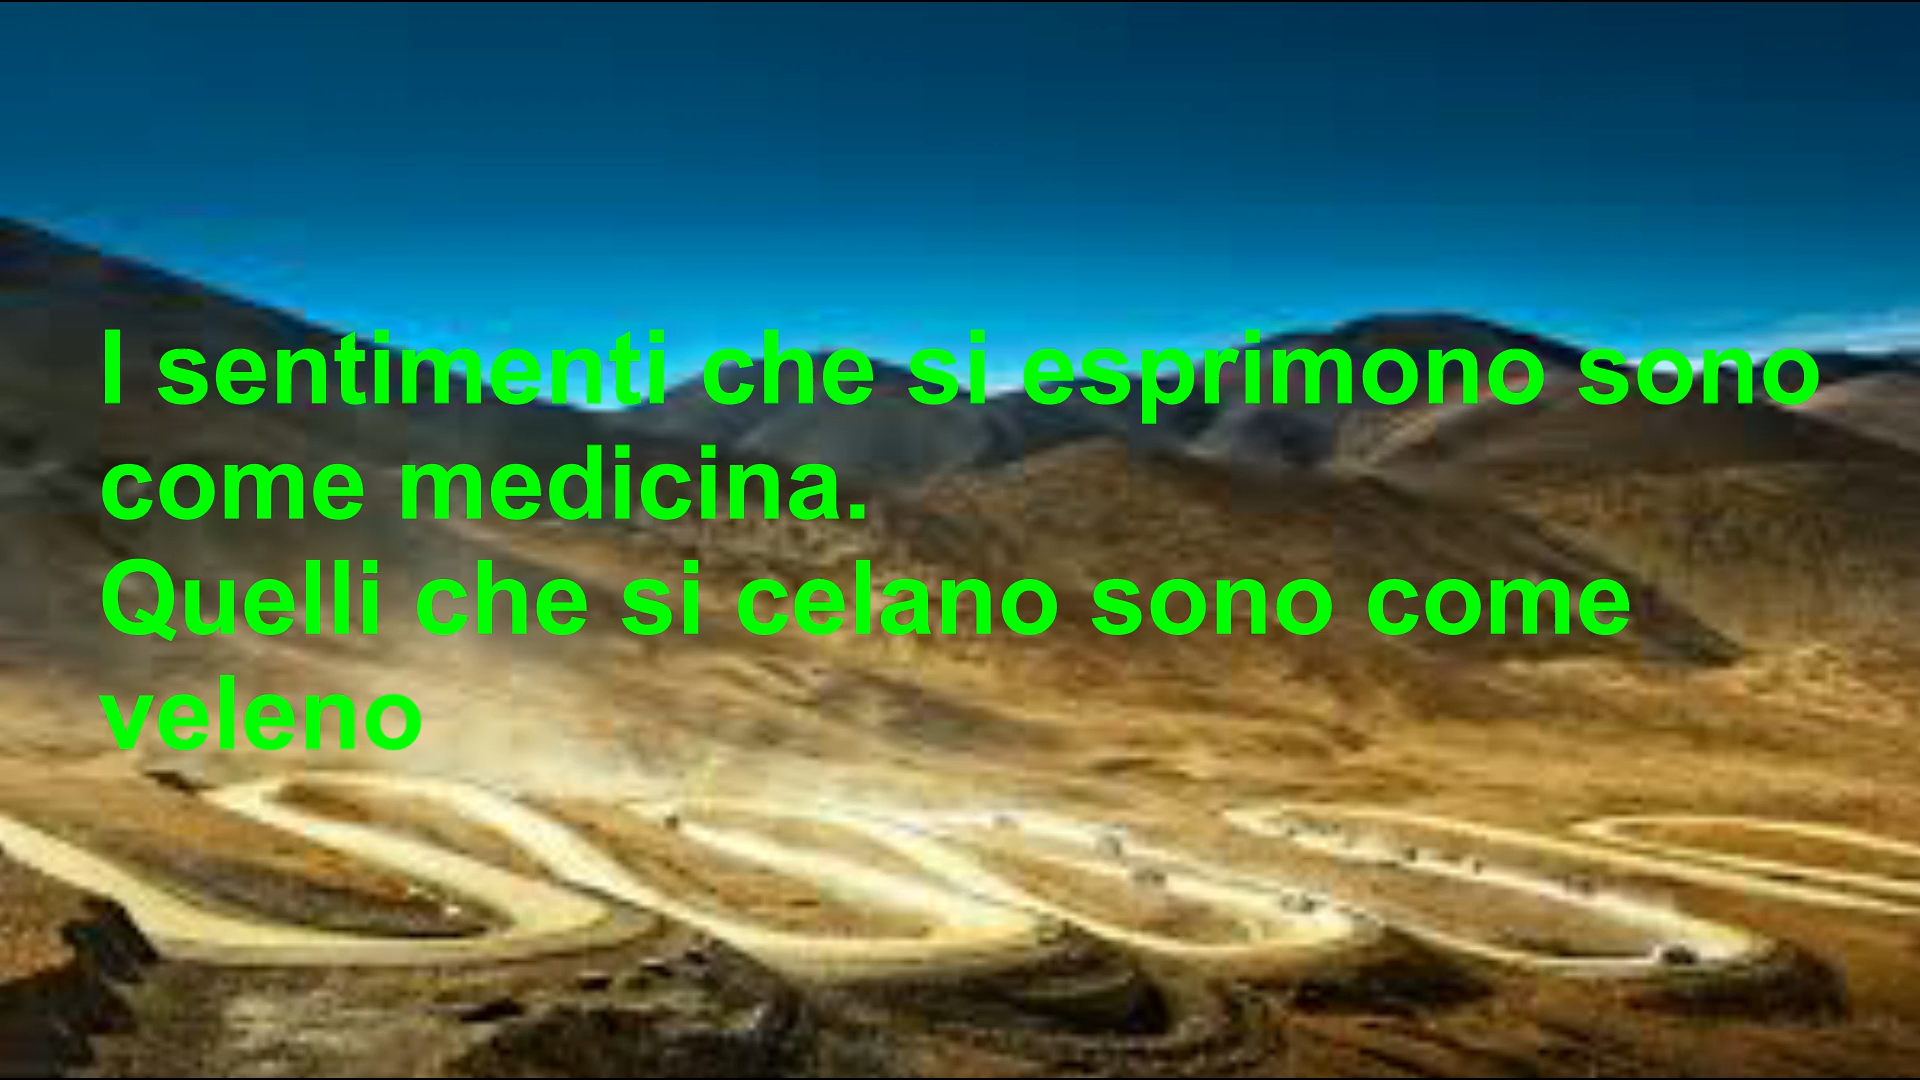 I sentimenti che si esprimono sono
come medicina.
Quelli che si celano sono come
veleno